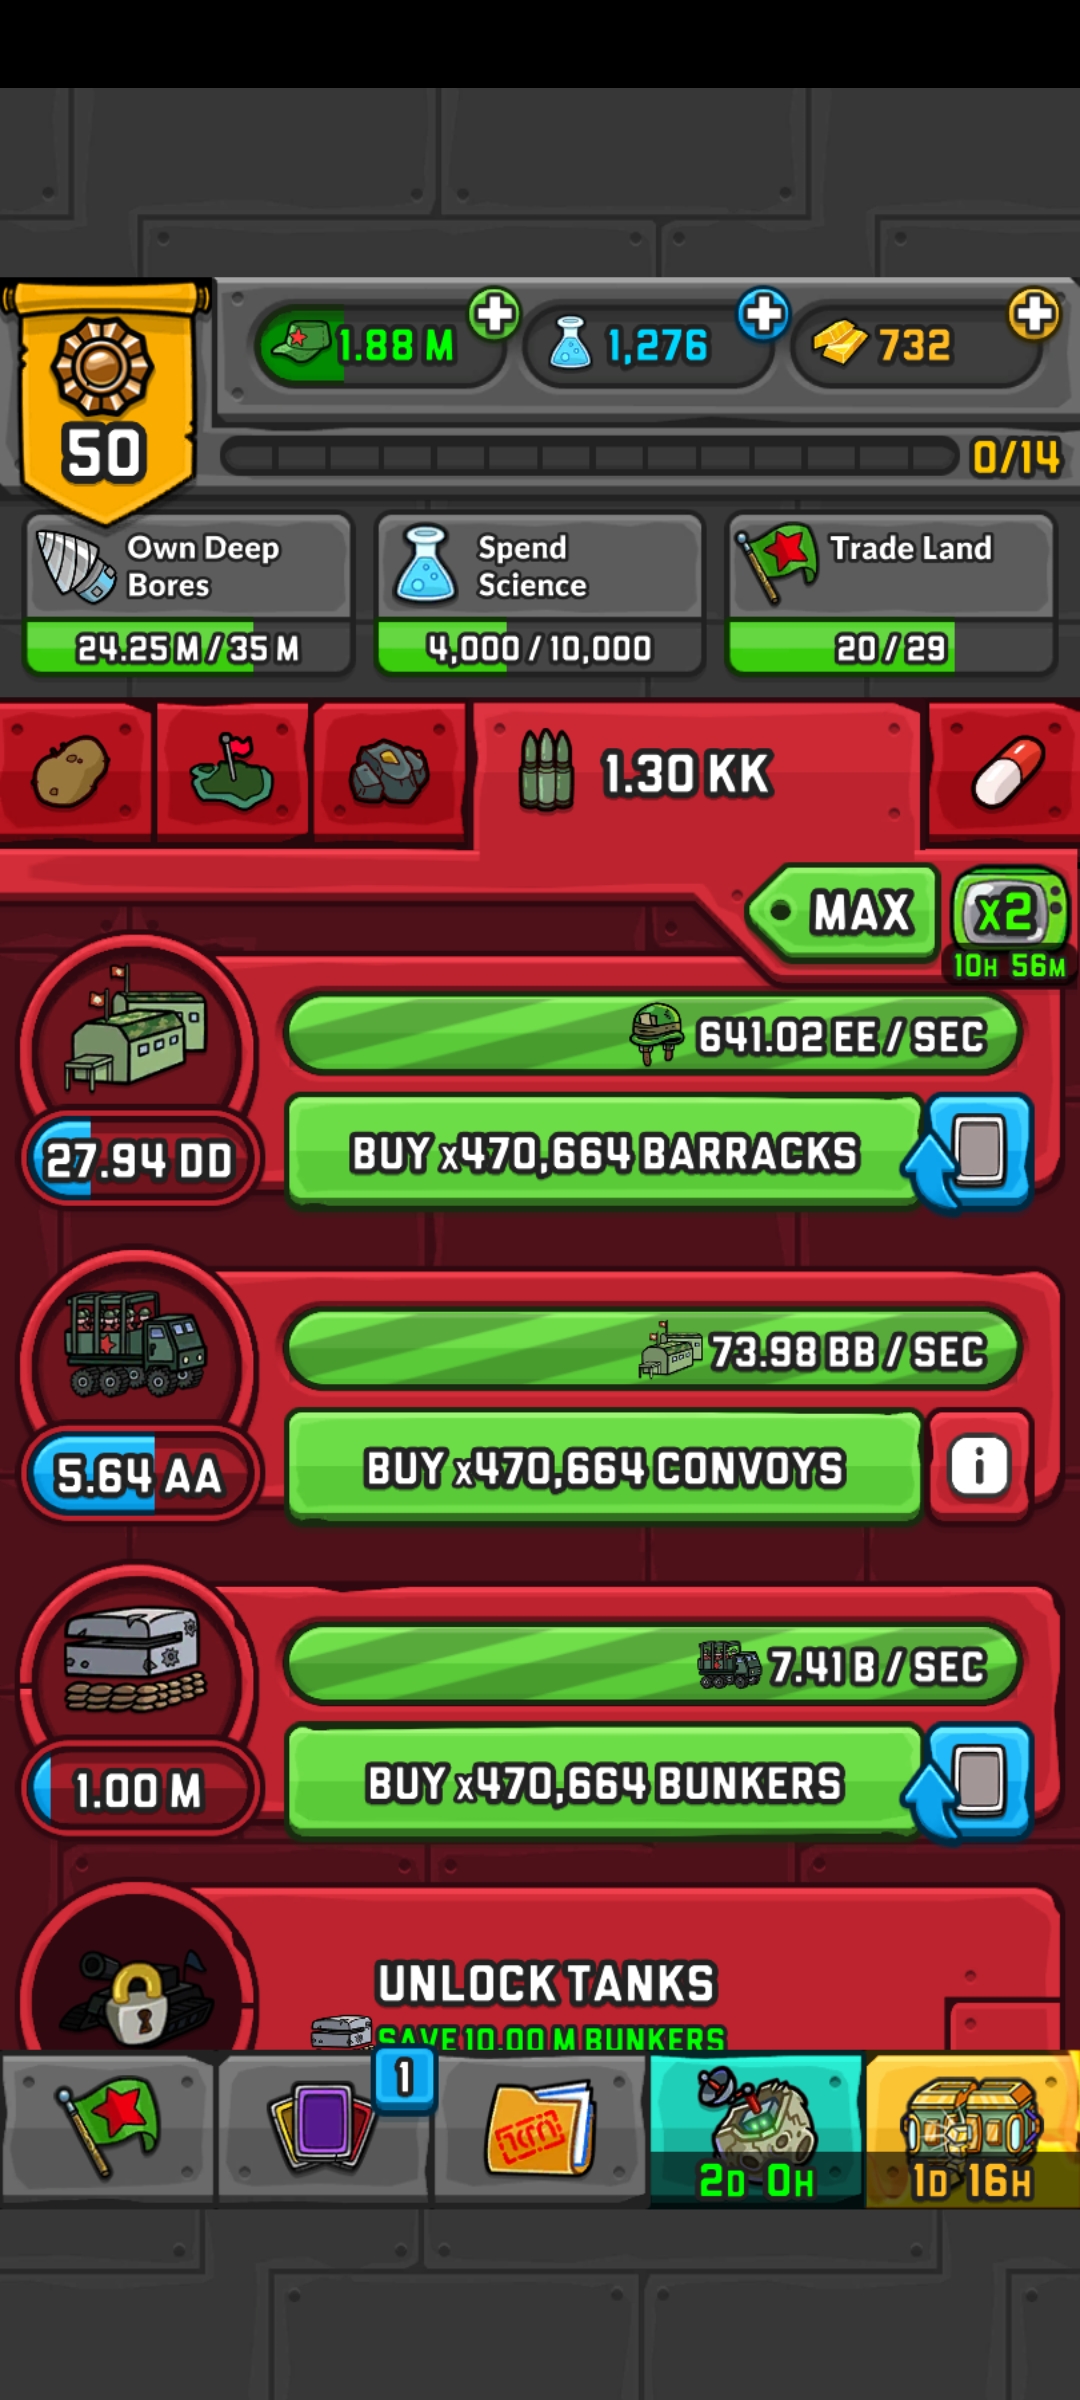 1.88 M
1,276
732
50
0/14
Own Deep
Bores
24.25 M / 35 M
Spend
Science
4,000 / 10,000
Trade Land
20 / 29
1.30 KK
MAX
x2
10H 56M
641.02 EE / SEC
27.94 DD
BUY x470,664 BARRACKS
73.98 BB / SEC
5.64 AA
BUY x470,664 CONVOYS
i
7.41 B / SEC
1.00 M
BUY x470,664 BUNKERS
UNLOCK TANKS
SAVE 10.00 M BUNKERS
1
2D 0H
1D 16H